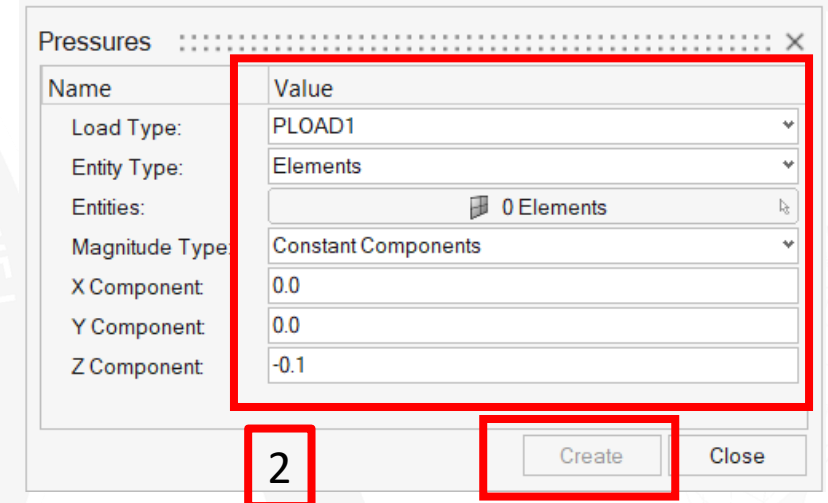 Pressures
Name Value
Load Type: PLOAD1
Entity Type: Elements
Entities: 0 Elements
Magnitude Type: Constant Components
X Component: 0.0
Y Component: 0.0
Z Component: -0.1
2 Create Close